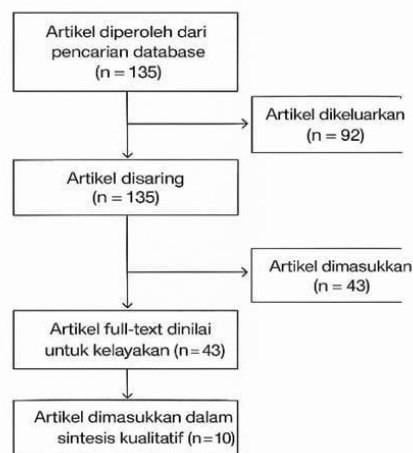 Artikel diperoleh dari
pencarian database
(n = 135)
Artikel dikeluarkan
(n = 92)
Artikel disaring
(n = 135)
Artikel dimasukkan
(n = 43)
Artikel full-text dinilai
untuk kelayakan (n=43)
Artikel dimasukkan dalam
sintesis kualitatif (n=10)